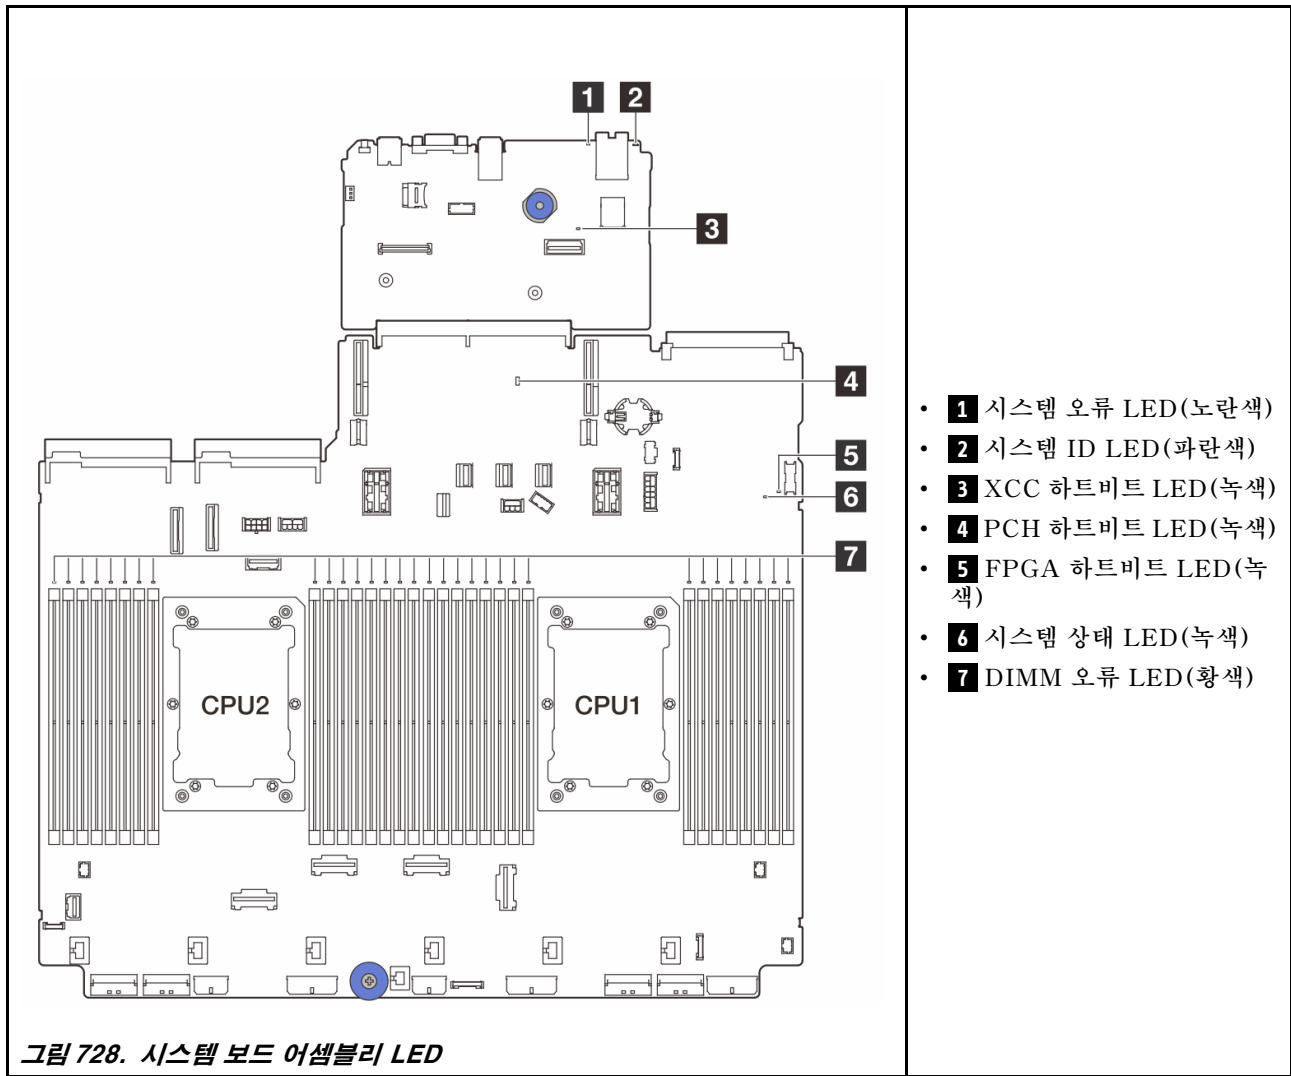 1 2
3
4
5
6
7
CPU2 CPU1
그림 728. 시스템 보드 어셈블리 LED
• 1 시스템 오류 LED(노란색)
• 2 시스템 ID LED(파란색)
• 3 XCC 하트비트 LED(녹색)
• 4 PCH 하트비트 LED(녹색)
• 5 FPGA 하트비트 LED(녹
색)
• 6 시스템 상태 LED(녹색)
• 7 DIMM 오류 LED(황색)